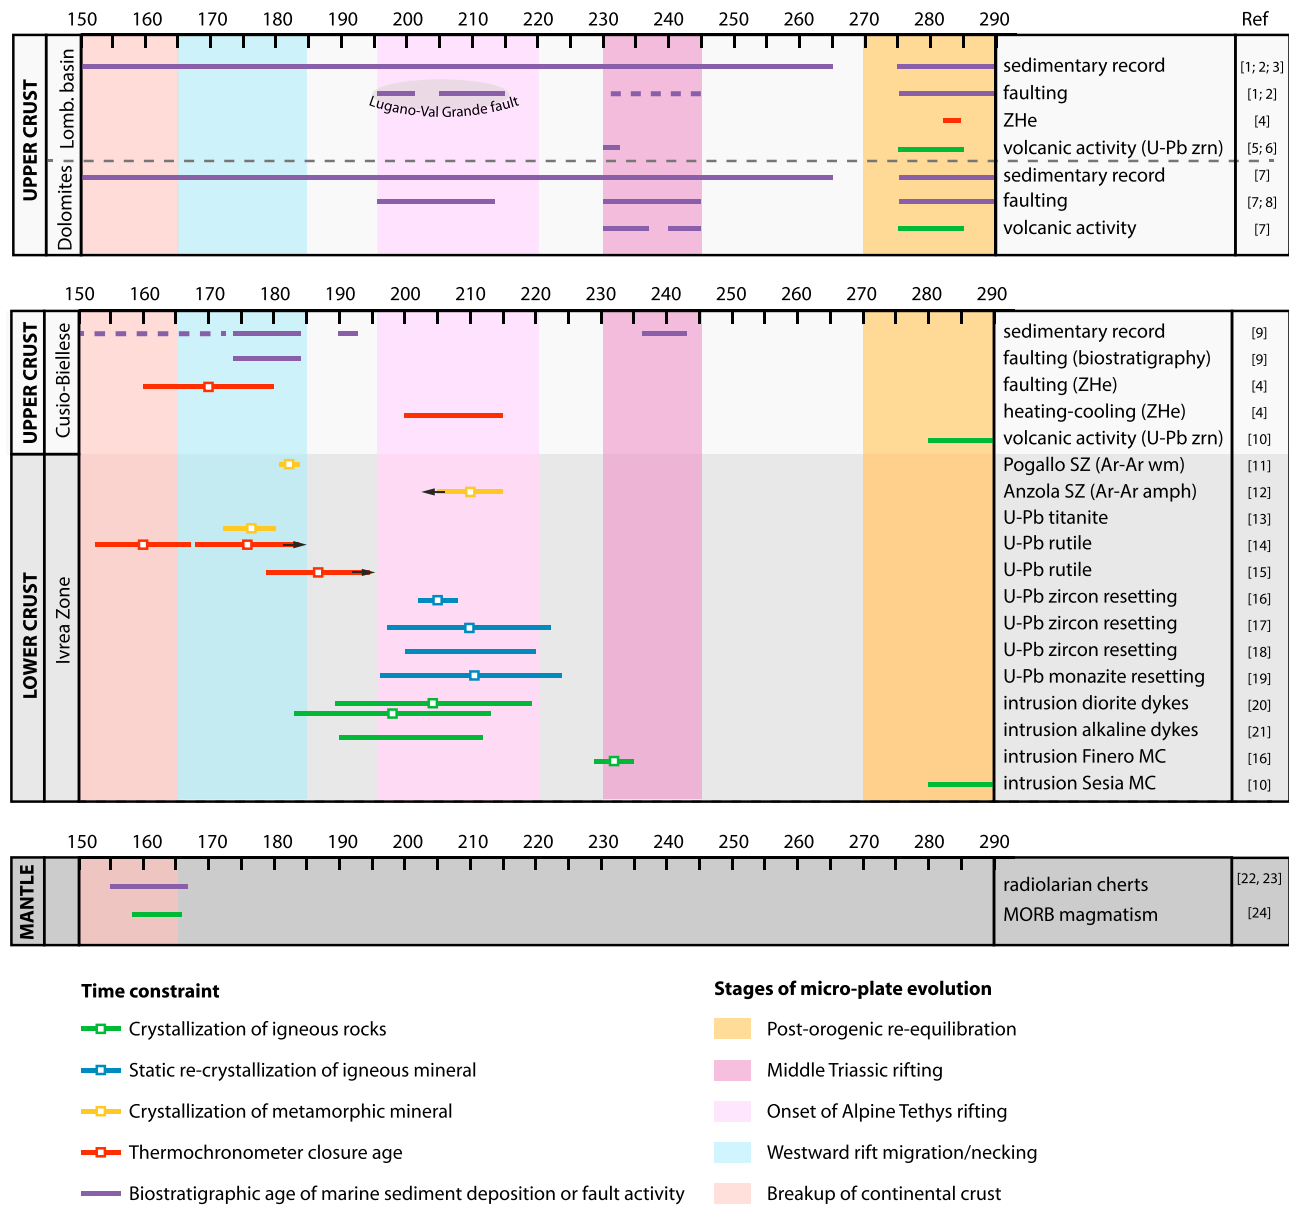 150 160 170 180 190 200 210 220 230 240 250 260 270 280 290 Ref
UPPER CRUST
Lomb. basin
sedimentary record [1; 2; 3]
faulting [1; 2]
Lugano-Val Grande fault
ZHe [4]
volcanic activity (U-Pb zrn) [5; 6]
Dolomites
sedimentary record [7]
faulting [7; 8]
volcanic activity [7]
150 160 170 180 190 200 210 220 230 240 250 260 270 280 290
UPPER CRUST
Cusio-Biellese
sedimentary record [9]
faulting (biostratigraphy) [9]
faulting (ZHe) [4]
heating-cooling (ZHe) [4]
volcanic activity (U-Pb zrn) [10]
LOWER CRUST
Ivrea Zone
Pogallo SZ (Ar-Ar wm) [11]
Anzola SZ (Ar-Ar amph) [12]
U-Pb titanite [13]
U-Pb rutile [14]
U-Pb rutile [15]
U-Pb zircon resetting [16]
U-Pb zircon resetting [17]
U-Pb zircon resetting [18]
U-Pb monazite resetting [19]
intrusion diorite dykes [20]
intrusion alkaline dykes [21]
intrusion Finero MC [16]
intrusion Sesia MC [10]
150 160 170 180 190 200 210 220 230 240 250 260 270 280 290
MANTLE
radiolarian cherts [22, 23]
MORB magmatism [24]
Time constraint
Crystallization of igneous rocks
Static re-crystallization of igneous mineral
Crystallization of metamorphic mineral
Thermochronometer closure age
Biostratigraphic age of marine sediment deposition or fault activity
Stages of micro-plate evolution
Post-orogenic re-equilibration
Middle Triassic rifting
Onset of Alpine Tethys rifting
Westward rift migration/necking
Breakup of continental crust